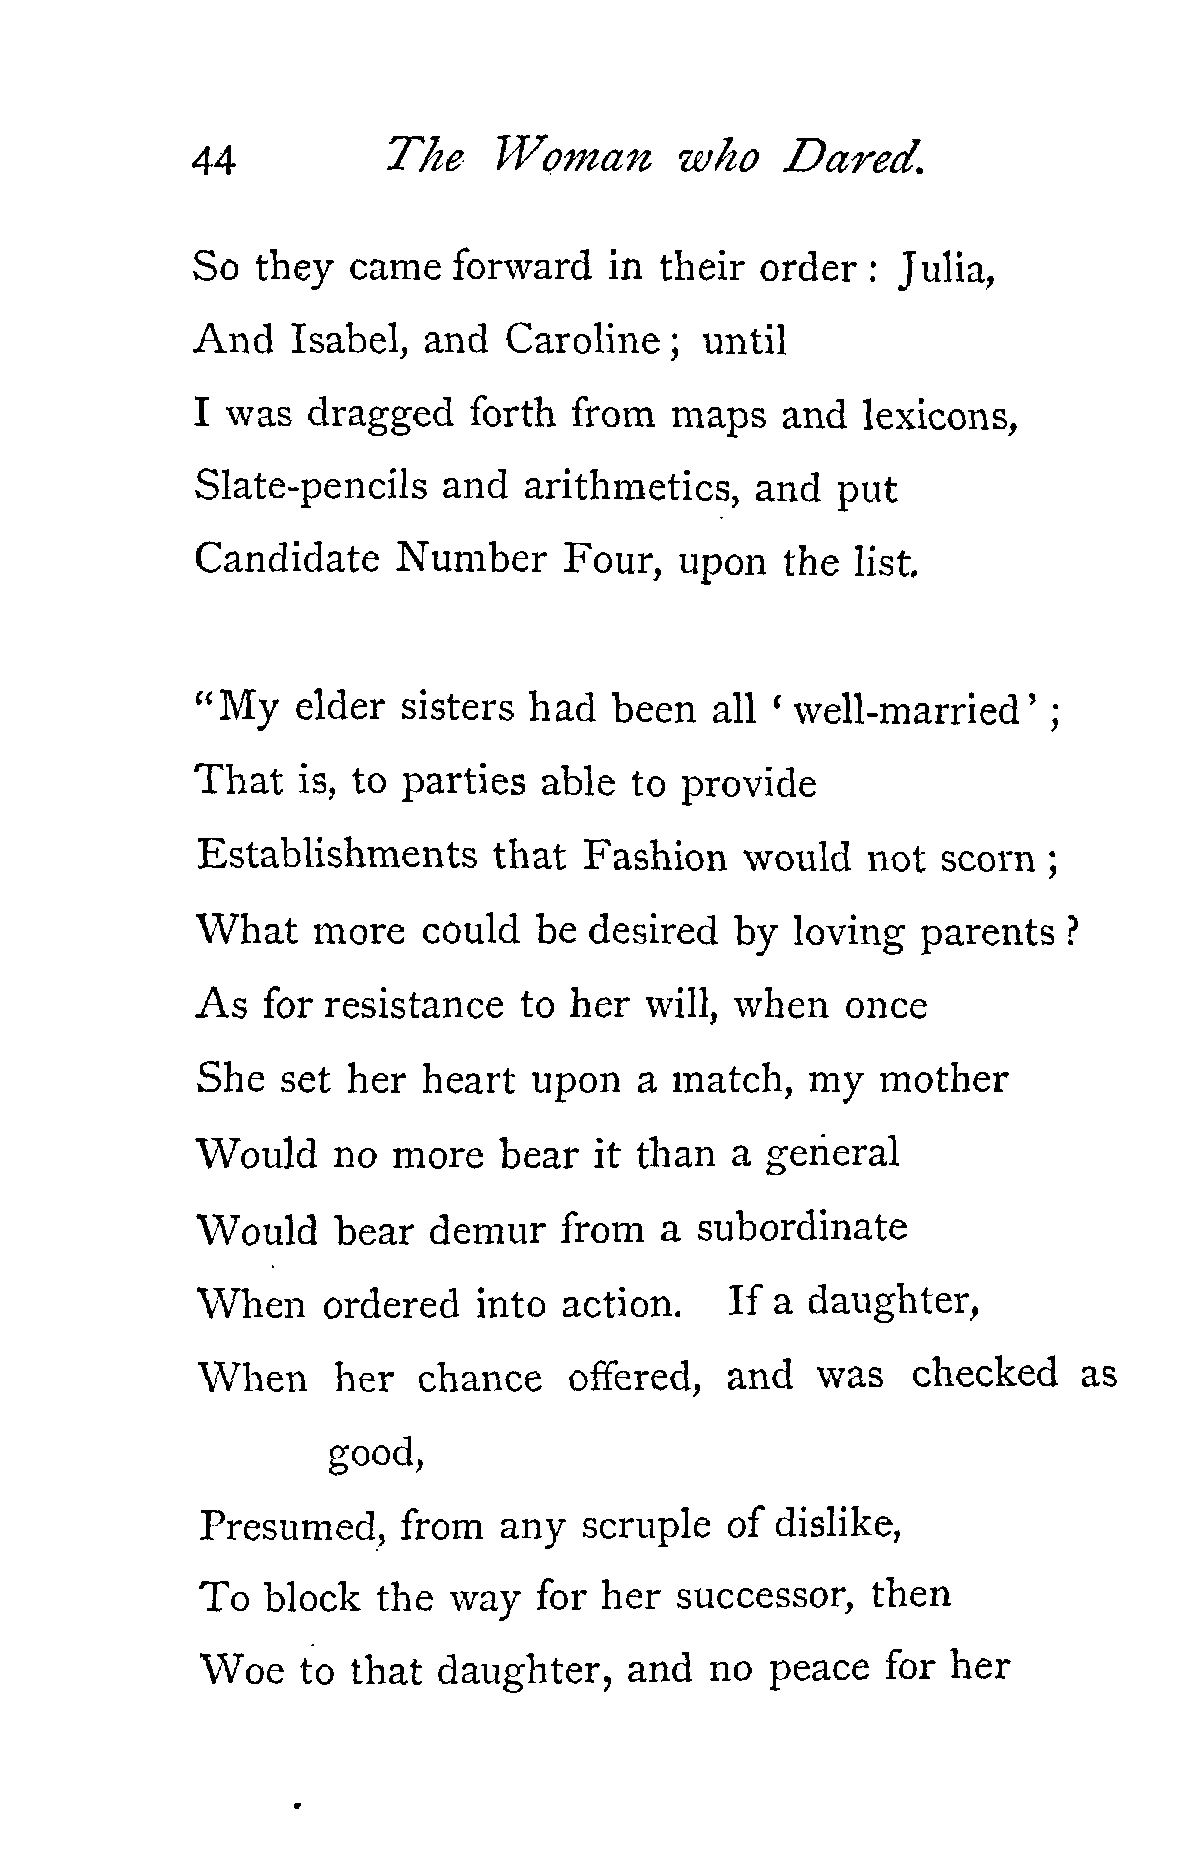 44 The Woman who Dared.
So they came forward in their order : Julia,
And Isabel, and Caroline ; until
I was dragged forth from maps and lexicons,
Slate-pencils and arithmetics, and put
Candidate Number Four, upon the list.
“My elder sisters had been all ‘ well-married’ ;
That is, to parties able to provide
Establishments that Fashion would not scorn ;
What more could be desired by loving parents ?
As for resistance to her will, when once
She set her heart upon a match, my mother
Would no more bear it than a general
Would bear demur from a subordinate
When ordered into action. If a daughter,
When her chance offered, and was checked as
good,
Presumed, from any scruple of dislike,
To block the way for her successor, then
Woe to that daughter, and no peace for her